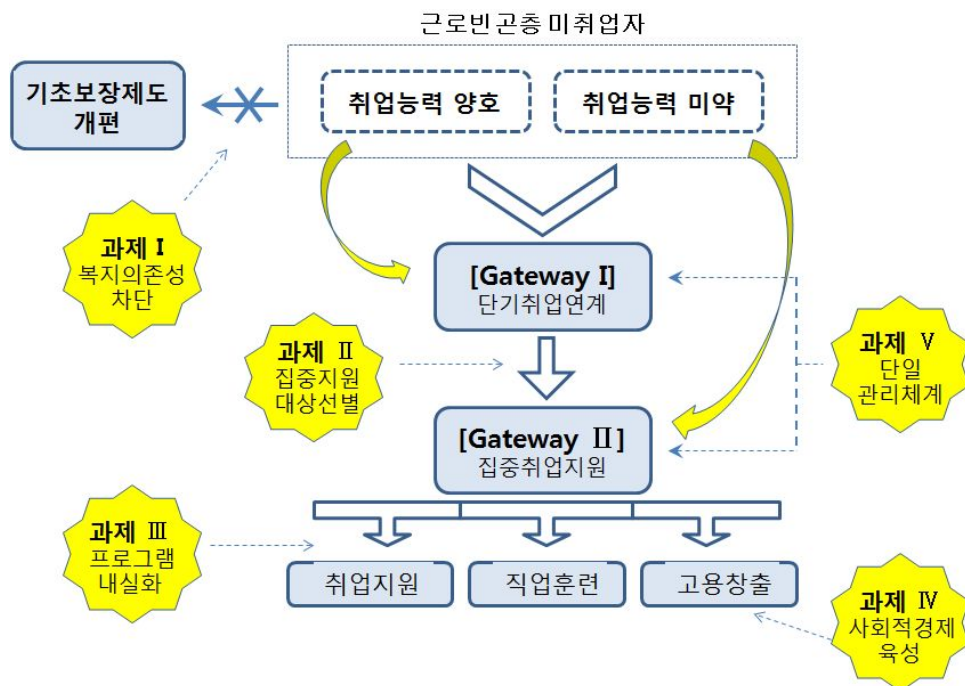 근로빈곤층 미취업자
기초보장제도
개편
취업능력 양호
취업능력 미약
과제 I
복지의존성
차단
[Gateway I]
단기취업연계
과제 Ⅱ
집중지원
대상선별
과제 Ⅴ
단일
관리체계
[Gateway Ⅱ]
집중취업지원
과제 Ⅲ
프로그램
내실화
취업지원
직업훈련
고용창출
과제 Ⅳ
사회적경제
육성